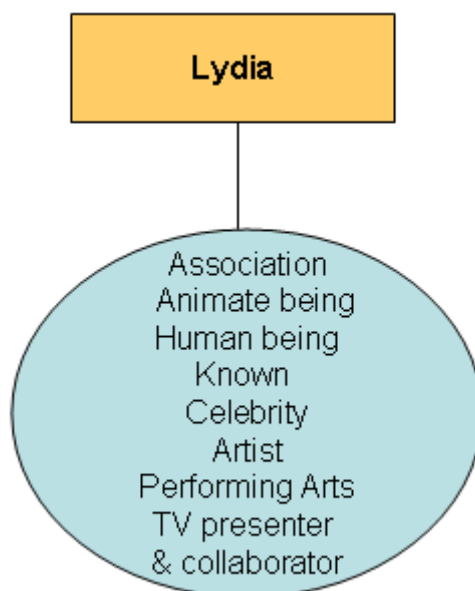 Lydia
Association
Animate being
Human being
Known
Celebrity
Artist
Performing Arts
TV presenter
& collaborator